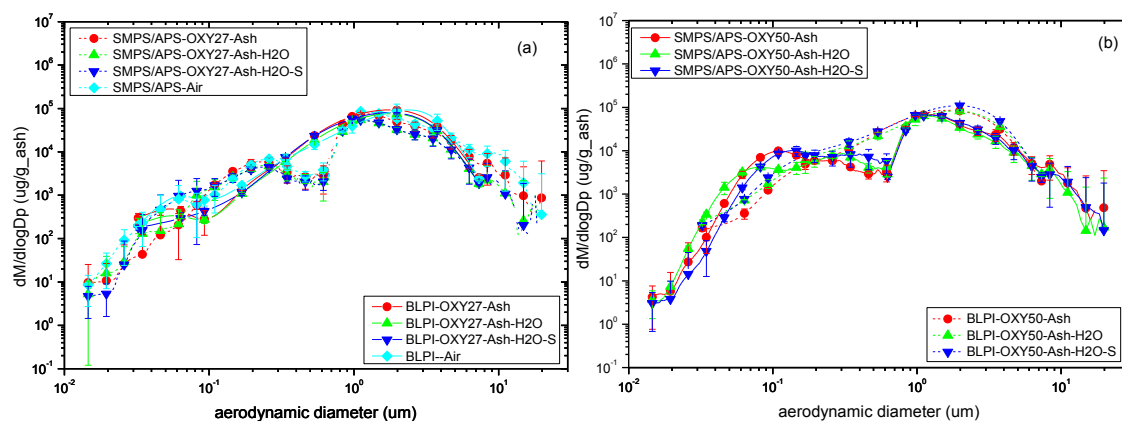 (a)
SMPS/APS-OXY27-Ash
SMPS/APS-OXY27-Ash-H2O
SMPS/APS-OXY27-Ash-H2O-S
SMPS/APS-Air
dM/dlogDp (ug/g_ash)
10^7
10^6
10^5
10^4
10^3
10^2
10^1
10^0
10^-1
BLPI-OXY27-Ash
BLPI-OXY27-Ash-H2O
BLPI-OXY27-Ash-H2O-S
BLPI--Air
10^-2
10^-1
10^0
10^1
aerodynamic diameter (um)
(b)
SMPS/APS-OXY50-Ash
SMPS/APS-OXY50-Ash-H2O
SMPS/APS-OXY50-Ash-H2O-S
dM/dlogDp (ug/g_ash)
10^7
10^6
10^5
10^4
10^3
10^2
10^1
10^0
10^-1
BLPI-OXY50-Ash
BLPI-OXY50-Ash-H2O
BLPI-OXY50-Ash-H2O-S
10^-2
10^-1
10^0
10^1
aerodynamic diameter (um)